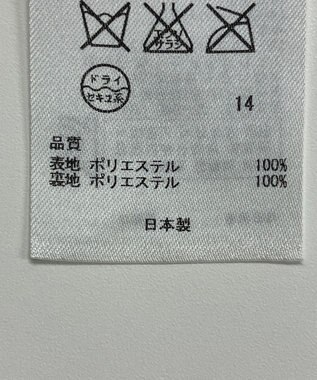 エンソ
サラシ
ドライ
セキユ系
14
品質
表地 ポリエステル 100%
裏地 ポリエステル 100%
日本製